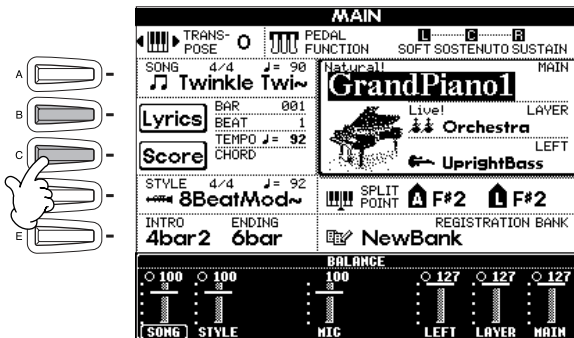 MAIN
TRANS-
POSE 0
PEDAL
FUNCTION
L C R
SOFT SOSTENUTO SUSTAIN
SONG 4/4 ♩= 90
Twinkle Twi~
Natural! MAIN
GrandPiano1
A
B
C
E
Lyrics
BAR 001
BEAT 1
TEMPO ♩= 92
Score
CHORD
Live! LAYER
Orchestra
LEFT
UprightBass
STYLE 4/4 ♩= 92
8BeatMod~
SPLIT
POINT A F#2 L F#2
INTRO ENDING
4bar2 6bar
REGISTRATION BANK
NewBank
BALANCE
100 100 100 127 127 127
SONG STYLE MIC LEFT LAYER MAIN